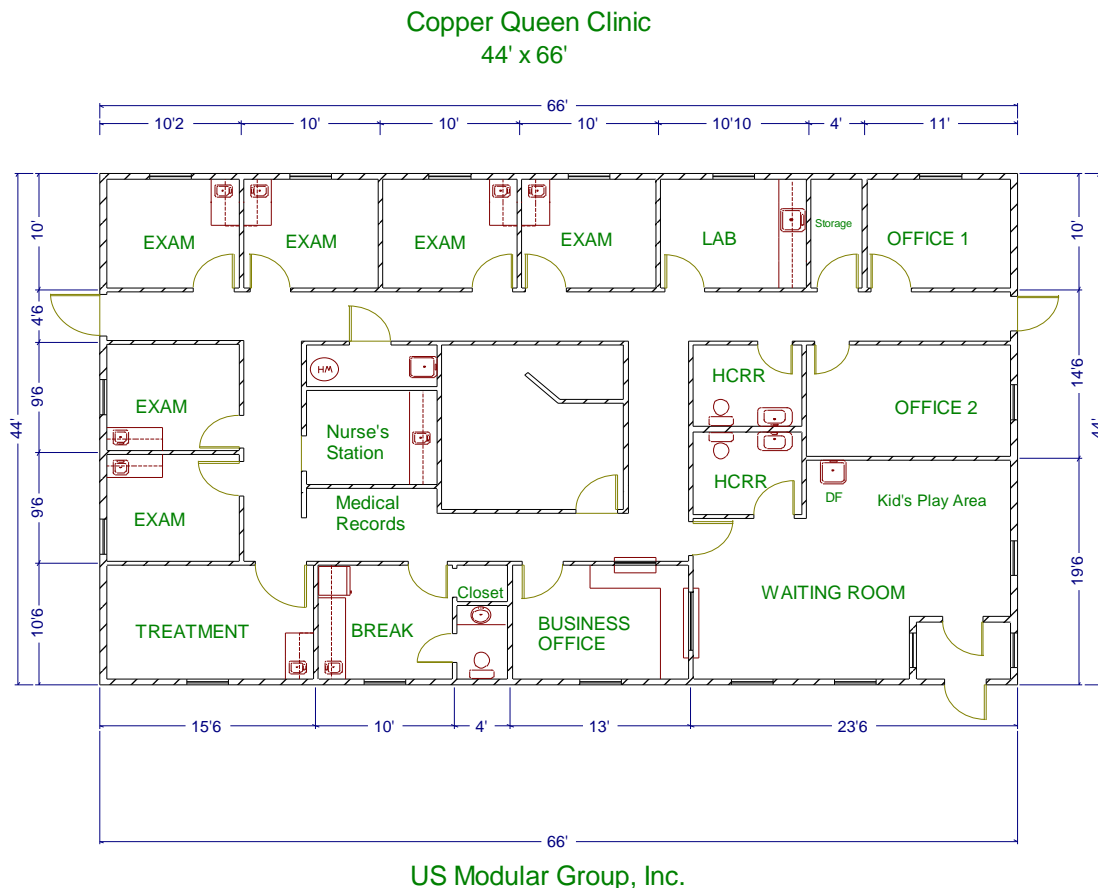 Copper Queen Clinic
44' x 66'
66'
10'2
10'
10'
10'
10'10
4'
11'
44'
10'
4'6
9'6
9'6
10'6
10'
14'6
19'6
44'
EXAM
EXAM
EXAM
EXAM
LAB
Storage
OFFICE 1
HW
HCRR
OFFICE 2
EXAM
Nurse's
Station
HCRR
DF
Kid's Play Area
EXAM
Medical
Records
Closet
WAITING ROOM
TREATMENT
BREAK
BUSINESS
OFFICE
15'6
10'
4'
13'
23'6
66'
US Modular Group, Inc.